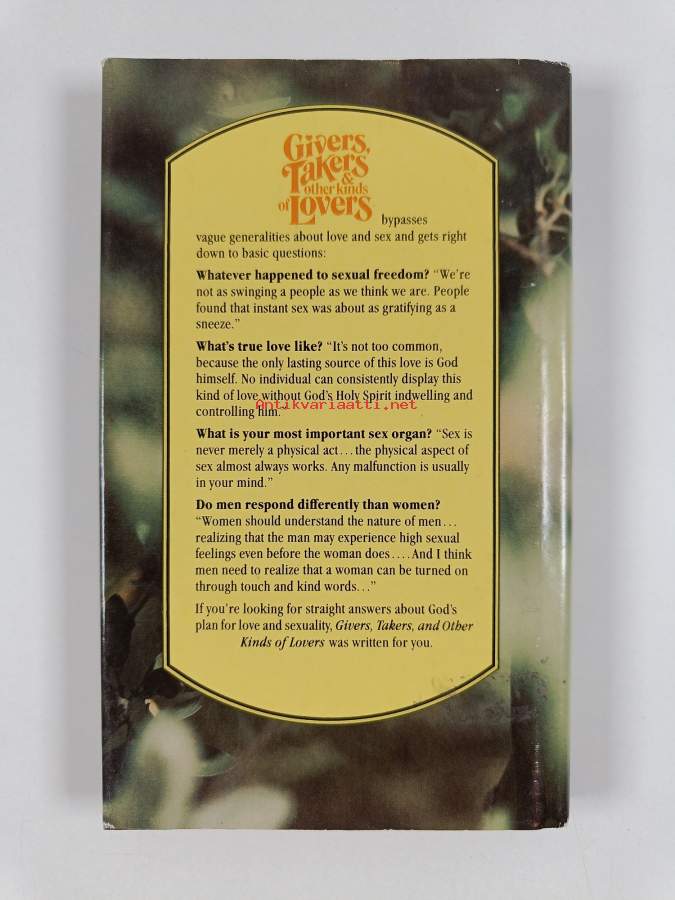 Givers,
Takers
& other kinds
of Lovers bypasses
vague generalities about love and sex and gets right
down to basic questions:
Whatever happened to sexual freedom? “We're
not as swinging a people as we think we are. People
found that instant sex was about as gratifying as a
sneeze.”
What's true love like? “It's not too common,
because the only lasting source of this love is God
himself. No individual can consistently display this
kind of love without God's Holy Spirit indwelling and
Antikvariaatti.net
controlling him.”
What is your most important sex organ? “Sex is
never merely a physical act...the physical aspect of
sex almost always works. Any malfunction is usually
in your mind.”
Do men respond differently than women?
“Women should understand the nature of men...
realizing that the man may experience high sexual
feelings even before the woman does....And I think
men need to realize that a woman can be turned on
through touch and kind words...”
If you're looking for straight answers about God's
plan for love and sexuality, Givers, Takers, and Other
Kinds of Lovers was written for you.